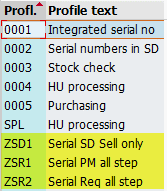 Profl. Profile text
0001 Integrated serial no
0002 Serial numbers in SD
0003 Stock check
0004 HU processing
0005 Purchasing
SPL HU processing
ZSD1 Serial SD Sell only
ZSR1 Serial PM all step
ZSR2 Serial Req all step